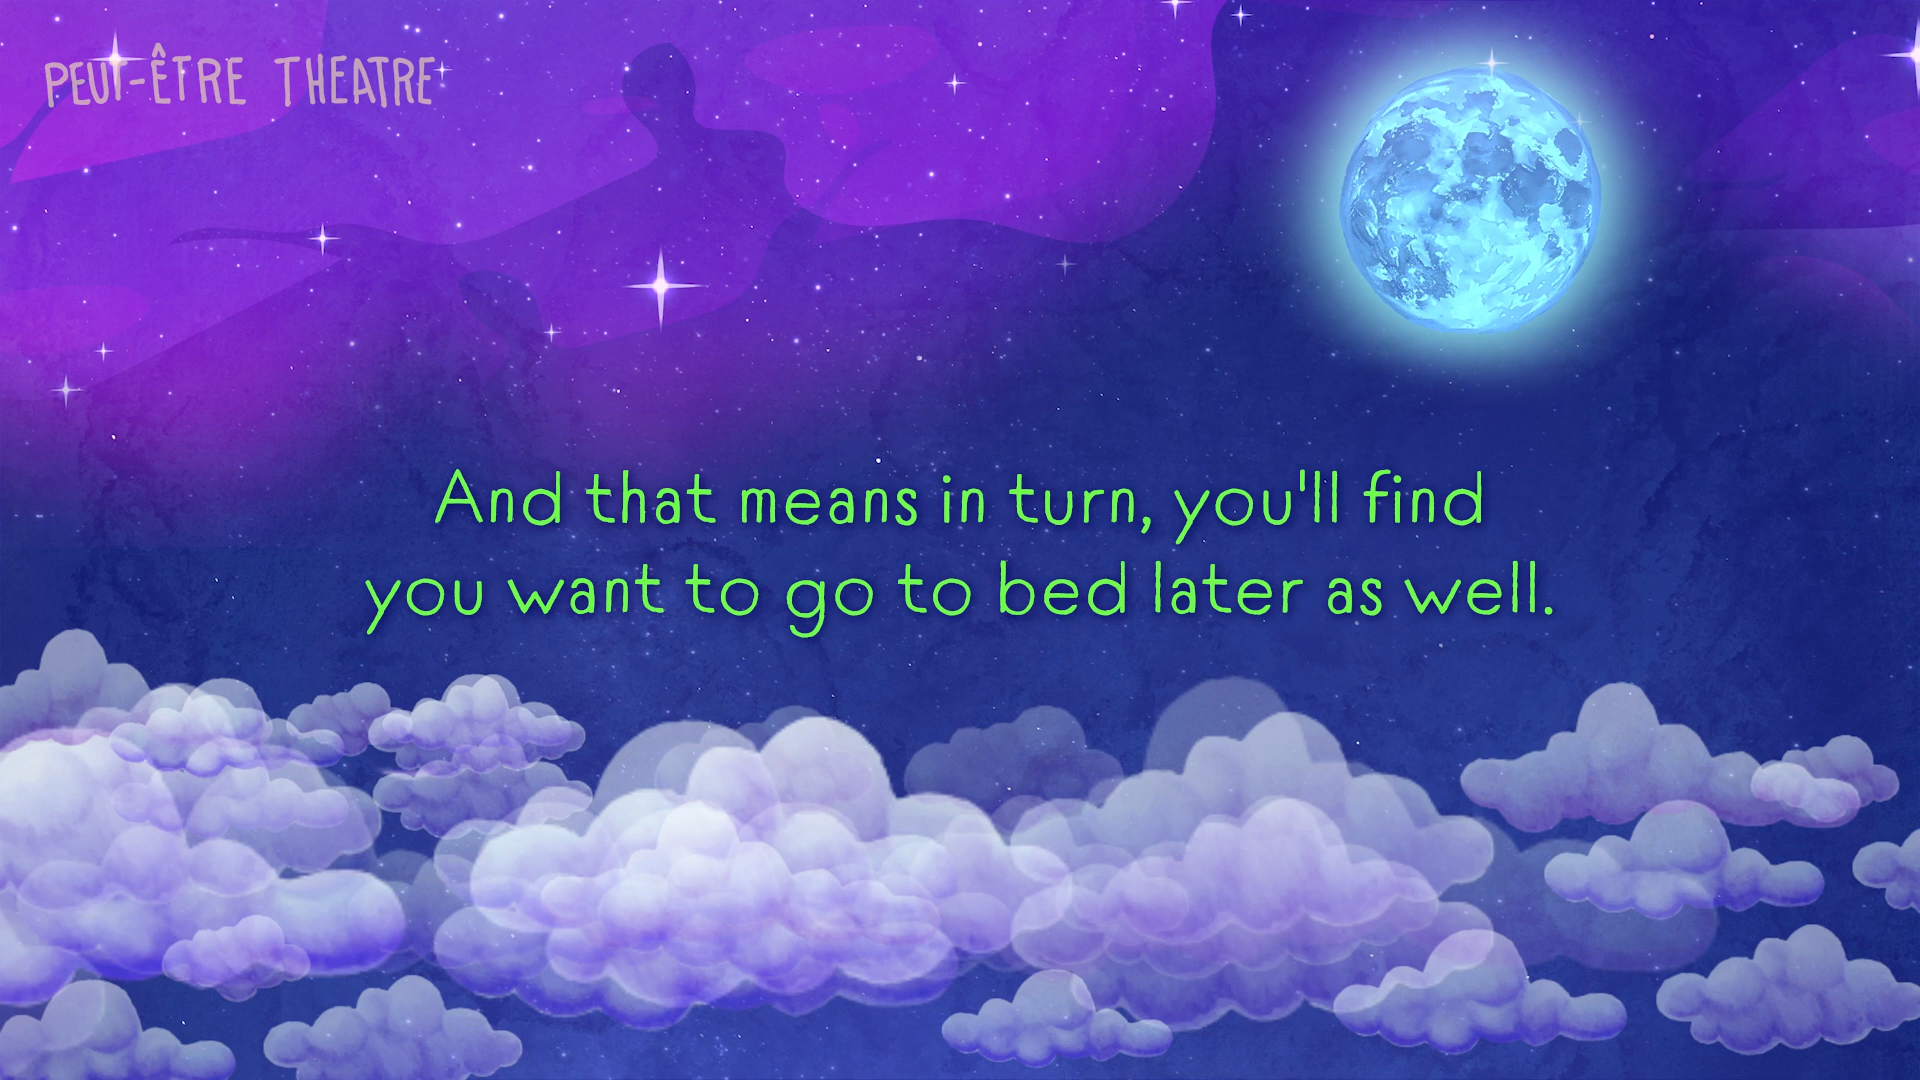 PEUT-ÊTRE THEATRE
And that means in turn, you'll find
you want to go to bed later as well.